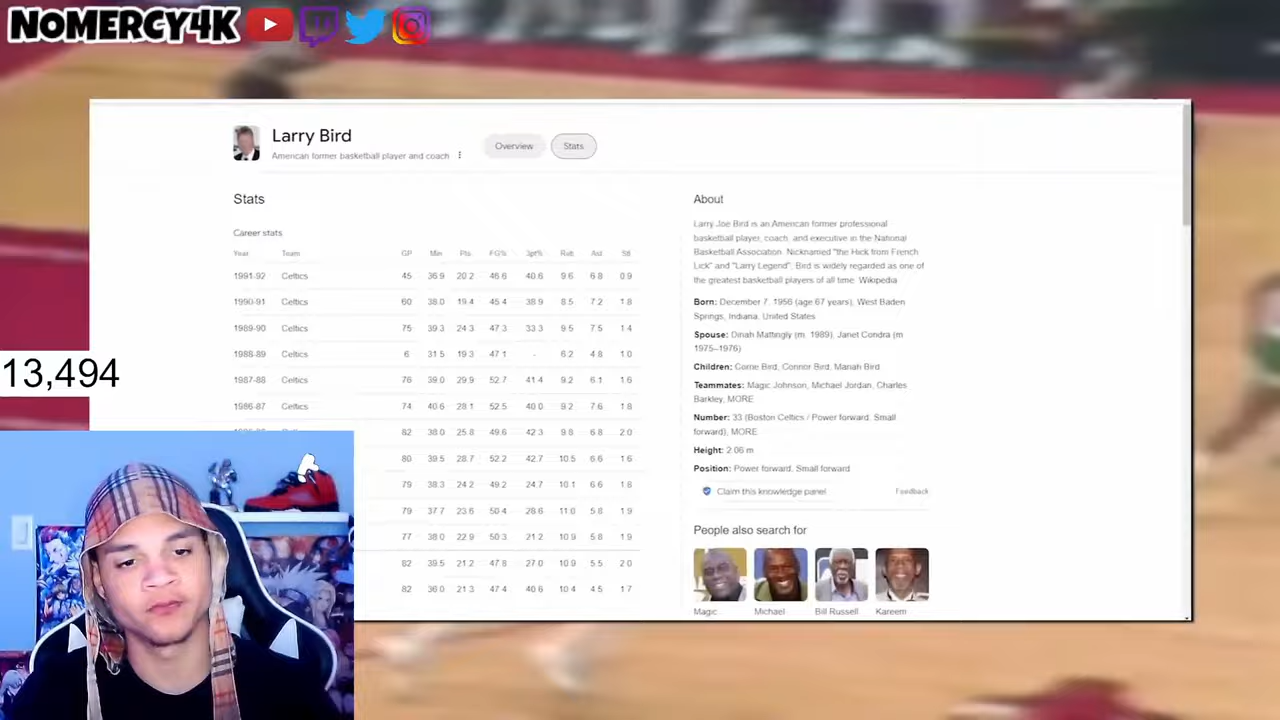 NOMERCY4K
Larry Bird
American former basketball player and coach
Overview
Stats
Stats
Career stats
Year Team GP Min Pts FG% 3pt% Reb Ast Stl
1991-92 Celtics 45 36.9 20.2 46.6 40.6 9.6 6.8 0.9
1990-91 Celtics 60 38.0 19.4 45.4 38.9 8.5 7.2 1.8
1989-90 Celtics 75 39.3 24.3 47.3 33.3 9.5 7.5 1.4
1988-89 Celtics 6 31.5 19.3 47.1 - 6.2 4.8 1.0
1987-88 Celtics 76 39.0 29.9 52.7 41.4 9.2 6.1 1.6
1986-87 Celtics 74 40.6 28.1 52.5 40.0 9.2 7.6 1.8
82 38.0 25.8 49.6 42.3 9.8 6.8 2.0
80 39.5 28.7 52.2 42.7 10.5 6.6 1.6
79 38.3 24.2 49.2 24.7 10.1 6.6 1.8
79 37.7 23.6 50.4 28.6 11.0 5.8 1.9
77 38.0 22.9 50.3 21.2 10.9 5.8 1.9
82 39.5 21.2 47.8 27.0 10.9 5.5 2.0
82 36.0 21.3 47.4 40.6 10.4 4.5 1.7
About
Larry Joe Bird is an American former professional
basketball player, coach, and executive in the National
Basketball Association. Nicknamed "the Hick from French
Lick" and "Larry Legend", Bird is widely regarded as one of
the greatest basketball players of all time. Wikipedia
Born: December 7, 1956 (age 67 years), West Baden
Springs, Indiana, United States
Spouse: Dinah Mattingly (m. 1989), Janet Condra (m.
1975–1976)
Children: Corrie Bird, Connor Bird, Mariah Bird
Teammates: Magic Johnson, Michael Jordan, Charles
Barkley, MORE
Number: 33 (Boston Celtics / Power forward, Small
forward), MORE
Height: 2.06 m
Position: Power forward, Small forward
Claim this knowledge panel
Feedback
People also search for
Magic Michael Bill Russell Kareem
13,494